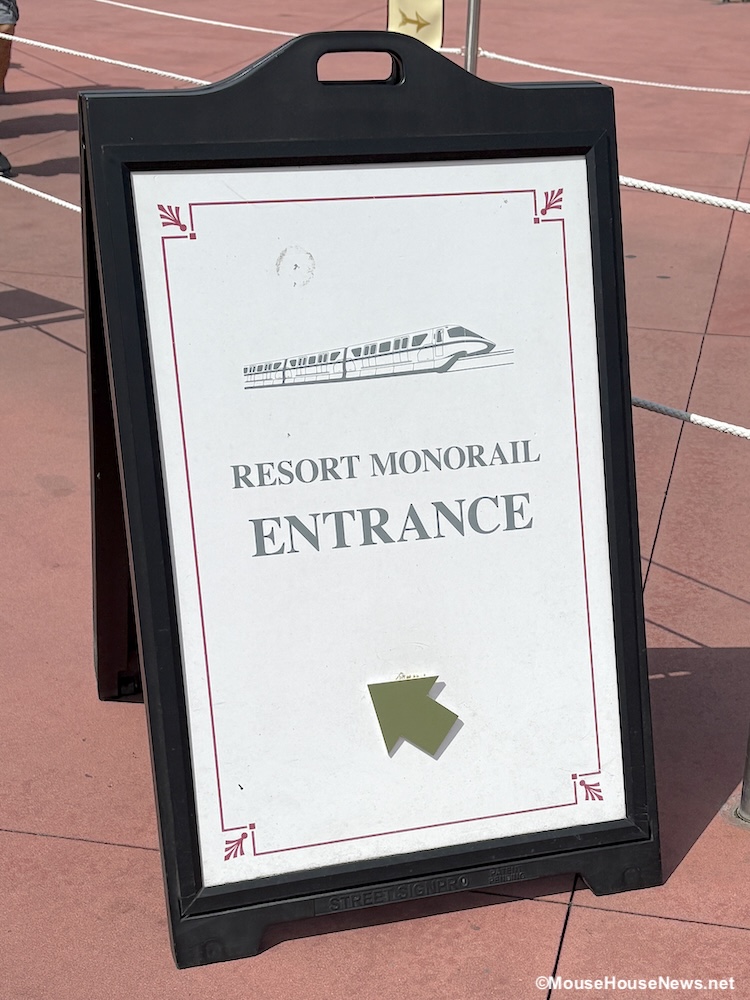 RESORT MONORAIL
ENTRANCE
STREETSIGNPRO
©MouseHouseNews.net